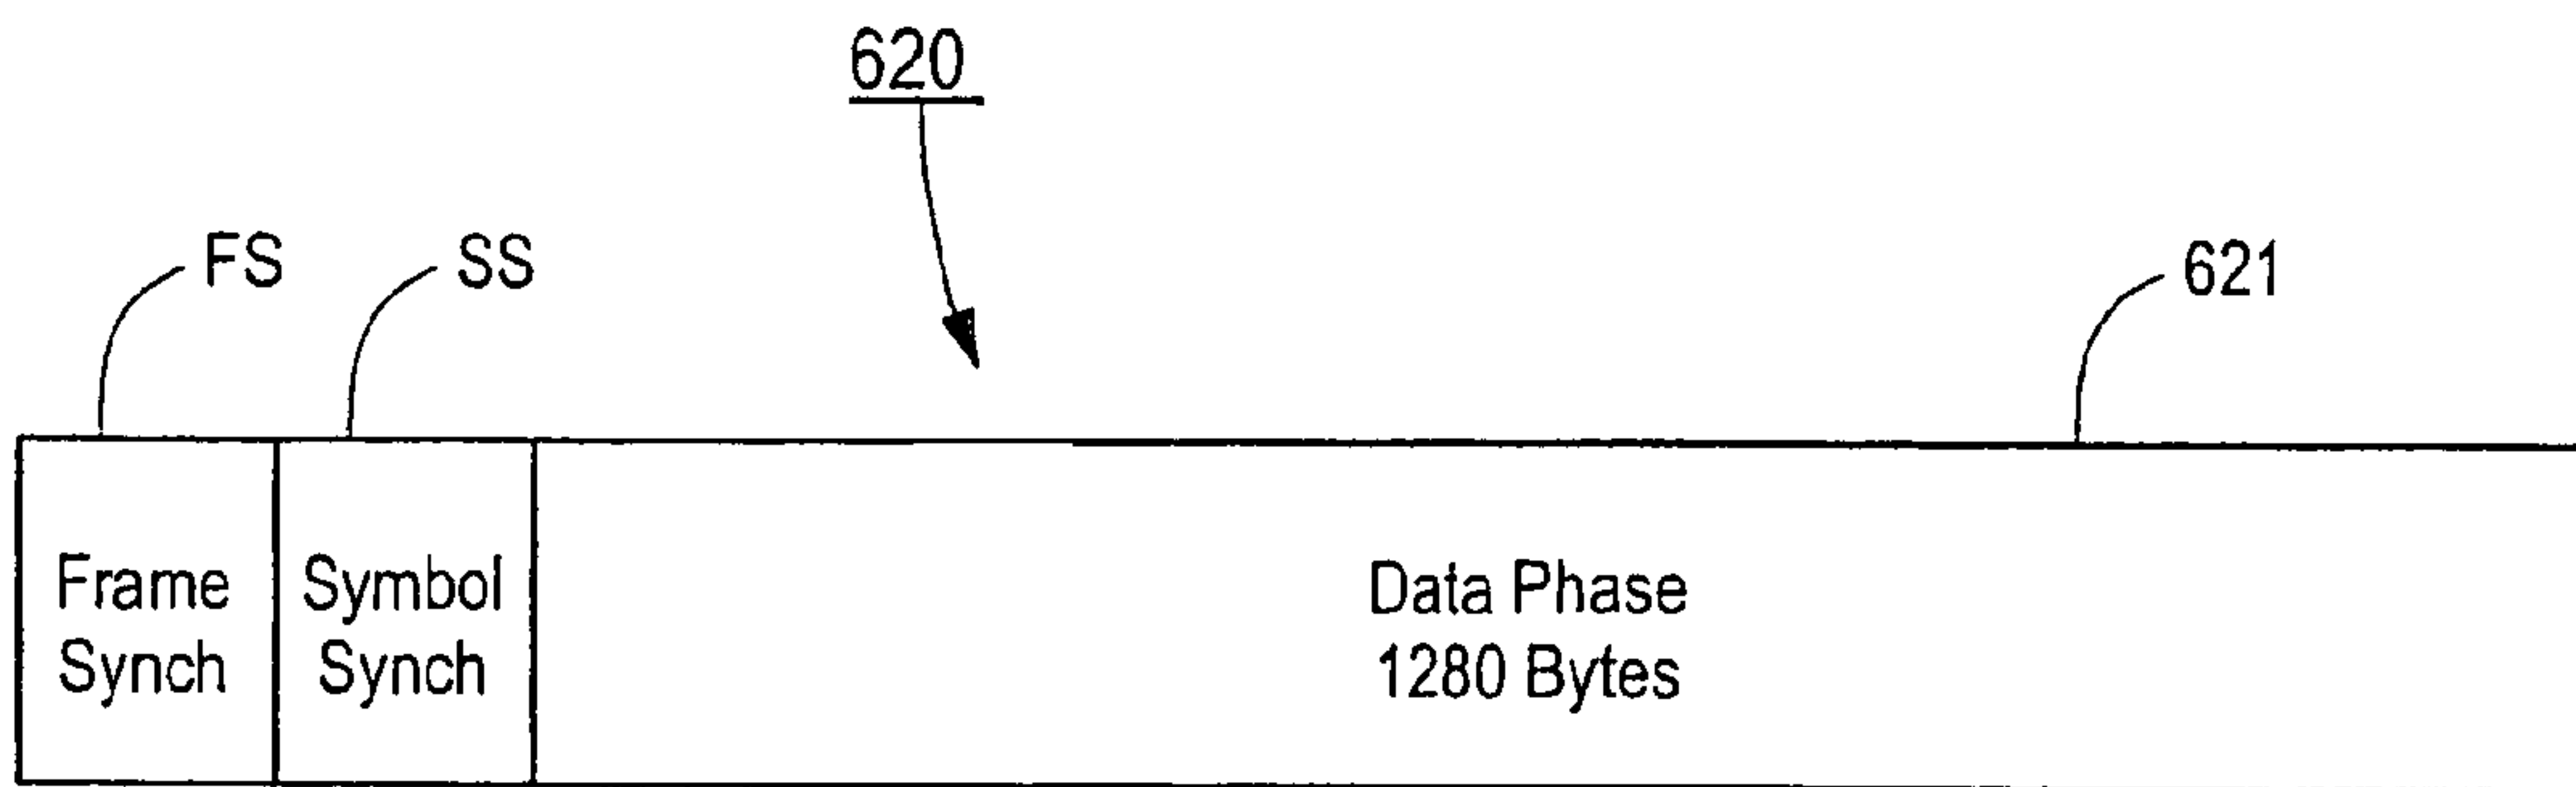 620
FS
SS
621
Frame
Synch
Symbol
Synch
Data Phase
1280 Bytes